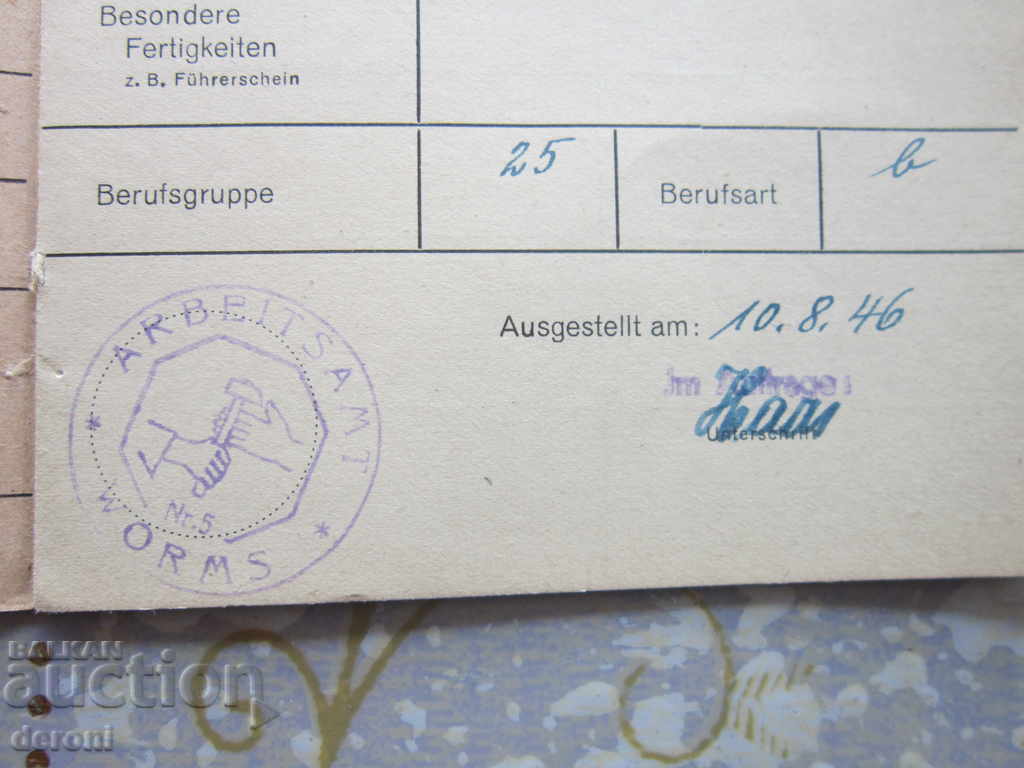 Besondere
Fertigkeiten
z. B. Führerschein
Berufsgruppe 25 Berufsart b
Ausgestellt am: 10. 8. 46
Im Auftrage:
Unterschrift
* ARBEITSAMT *
Nr. 5
WORMS
BALKAN
auction
deroni